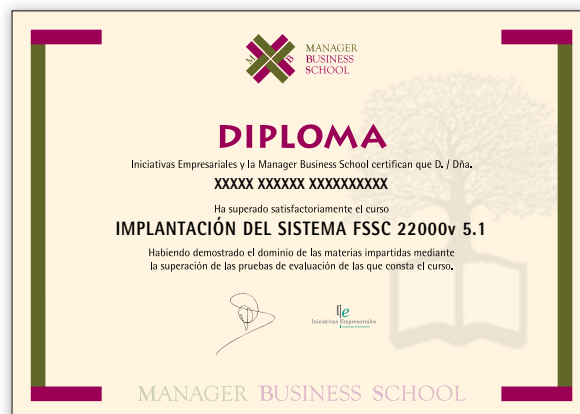 M B
MANAGER
BUSINESS
SCHOOL
DIPLOMA
Iniciativas Empresariales y la Manager Business School certifican que D. / Dña.
XXXXX XXXXXX XXXXXXXXXX
Ha superado satisfactoriamente el curso
IMPLANTACIÓN DEL SISTEMA FSSC 22000v 5.1
Habiendo demostrado el dominio de las materias impartidas mediante
la superación de las pruebas de evaluación de las que consta el curso.
Ie
Iniciativas Empresariales
MANAGER BUSINESS SCHOOL